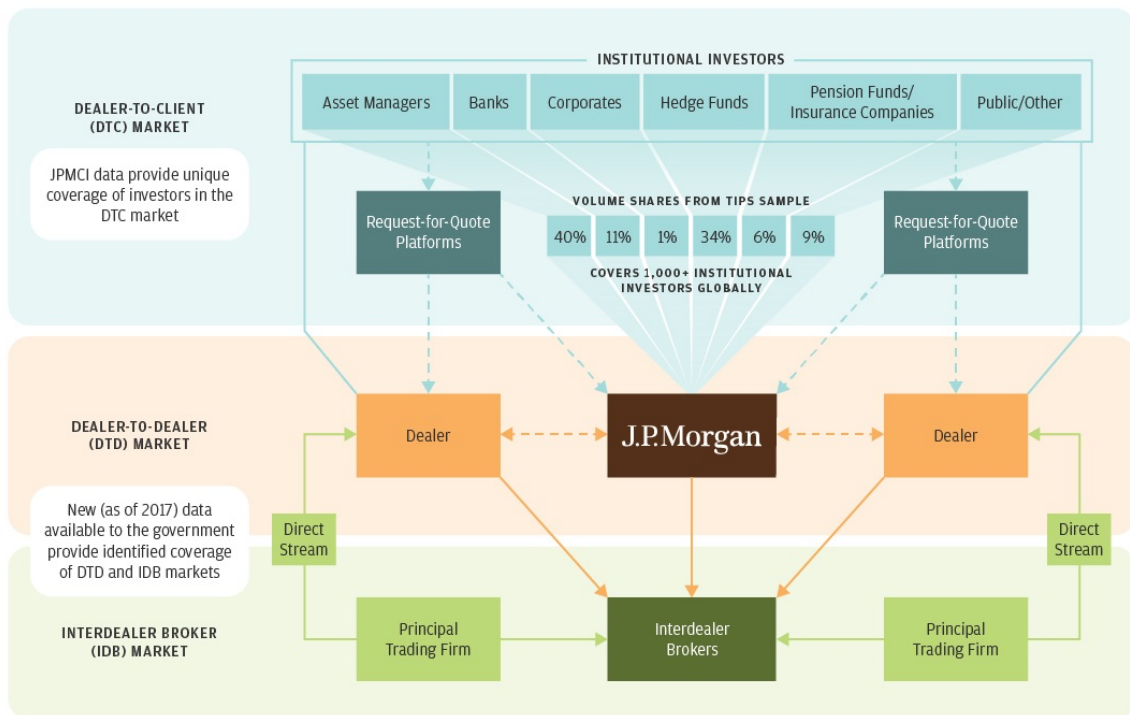 INSTITUTIONAL INVESTORS
Asset Managers
Banks
Corporates
Hedge Funds
Pension Funds/
Insurance Companies
Public/Other
DEALER-TO-CLIENT
(DTC) MARKET
JPMCI data provide unique
coverage of investors in the
DTC market
Request-for-Quote
Platforms
VOLUME SHARES FROM TIPS SAMPLE
40%
11%
1%
34%
6%
9%
COVERS 1,000+ INSTITUTIONAL
INVESTORS GLOBALLY
Request-for-Quote
Platforms
DEALER-TO-DEALER
(DTD) MARKET
Dealer
J.P.Morgan
Dealer
New (as of 2017) data
available to the government
provide identified coverage
of DTD and IDB markets
Direct
Stream
Direct
Stream
INTERDEALER BROKER
(IDB) MARKET
Principal
Trading Firm
Interdealer
Brokers
Principal
Trading Firm